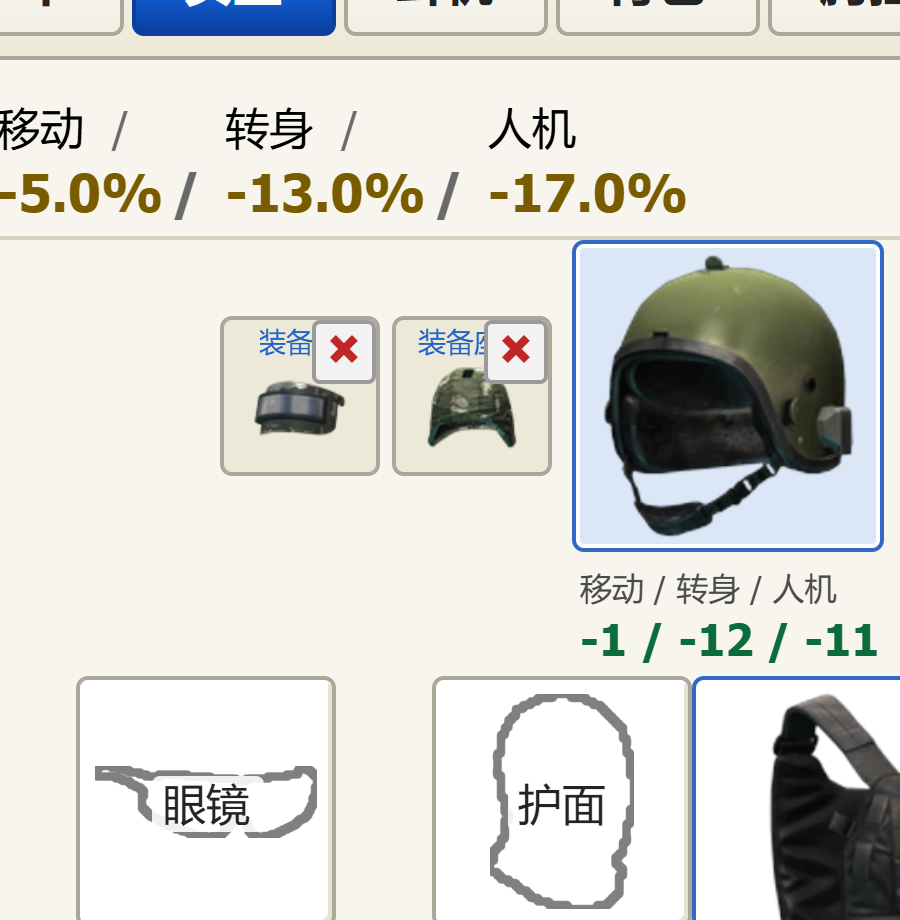 移动 / 转身 / 人机
-5.0% / -13.0% / -17.0%
装备 装备
移动 / 转身 / 人机
-1 / -12 / -11
眼镜 护面